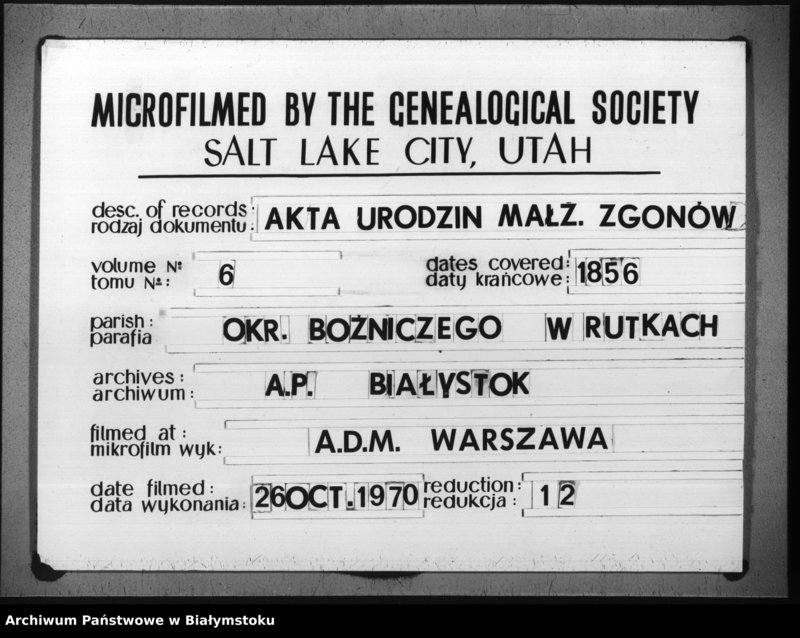 MICROFILMED BY THE GENEALOGICAL SOCIETY
SALT LAKE CITY, UTAH
desc. of records:
rodzaj dokumentu: AKTA URODZIN MAŁŻ. ZGONÓW
volume Nº
tomu Nº: 6
dates covered:
daty krańcowe: 1856
parish:
parafia OKR. BOŻNICZEGO W RUTKACH
archives:
archiwum: A.P. BIAŁYSTOK
filmed at:
mikrofilm wyk: A.D.M. WARSZAWA
date filmed:
data wykonania: 26 OCT. 1970
reduction:
redukcja: 12
Archiwum Państwowe w Białymstoku